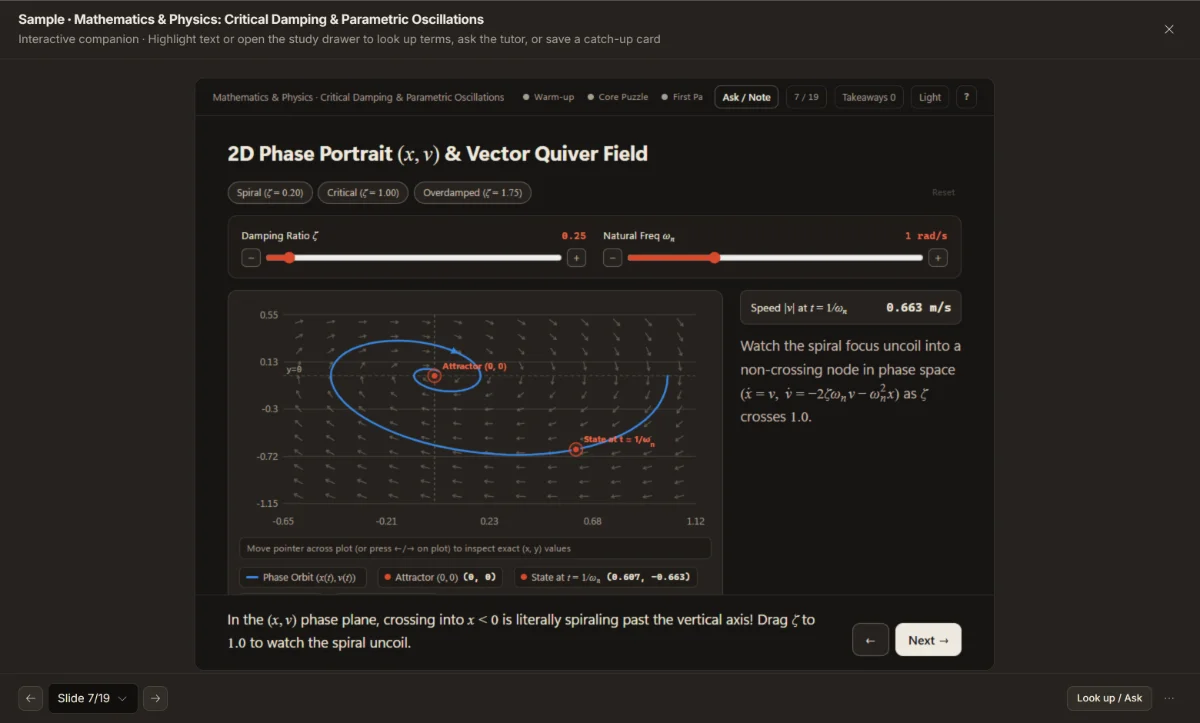 Sample · Mathematics & Physics: Critical Damping & Parametric Oscillations
Interactive companion · Highlight text or open the study drawer to look up terms, ask the tutor, or save a catch-up card
Mathematics & Physics · Critical Damping & Parametric Oscillations
Warm-up
Core Puzzle
First Pa
Ask / Note
7 / 19
Takeaways 0
Light
?
2D Phase Portrait (x, v) & Vector Quiver Field
Spiral (ζ = 0.20)
Critical (ζ = 1.00)
Overdamped (ζ = 1.75)
Reset
Damping Ratio ζ
0.25
Natural Freq ωₙ
1 rad/s
−
+
−
+
0.55
0.13
y=0
-0.3
-0.72
-1.15
-0.65
-0.21
0.23
0.68
1.12
Attractor (0, 0)
State at t = 1/ωₙ
Move pointer across plot (or press ←/→ on plot) to inspect exact (x, y) values
Phase Orbit (x(t), v(t))
Attractor (0,0) (0, 0)
State at t = 1/ωₙ (0.607, −0.663)
Speed |v| at t = 1/ωₙ
0.663 m/s
Watch the spiral focus uncoil into a
non-crossing node in phase space
(ẋ = v, v̇ = −2ζωₙv − ωₙ²x) as ζ
crosses 1.0.
In the (x, v) phase plane, crossing into x < 0 is literally spiraling past the vertical axis! Drag ζ to
1.0 to watch the spiral uncoil.
←
Next →
←
Slide 7/19
→
Look up / Ask
···